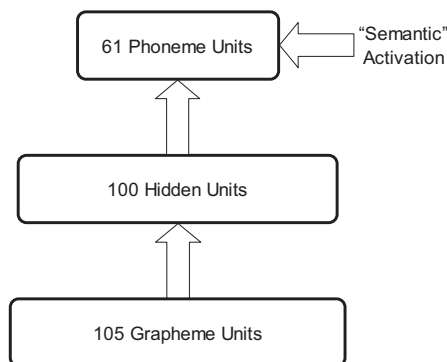 61 Phoneme Units
“Semantic”
Activation
100 Hidden Units
105 Grapheme Units